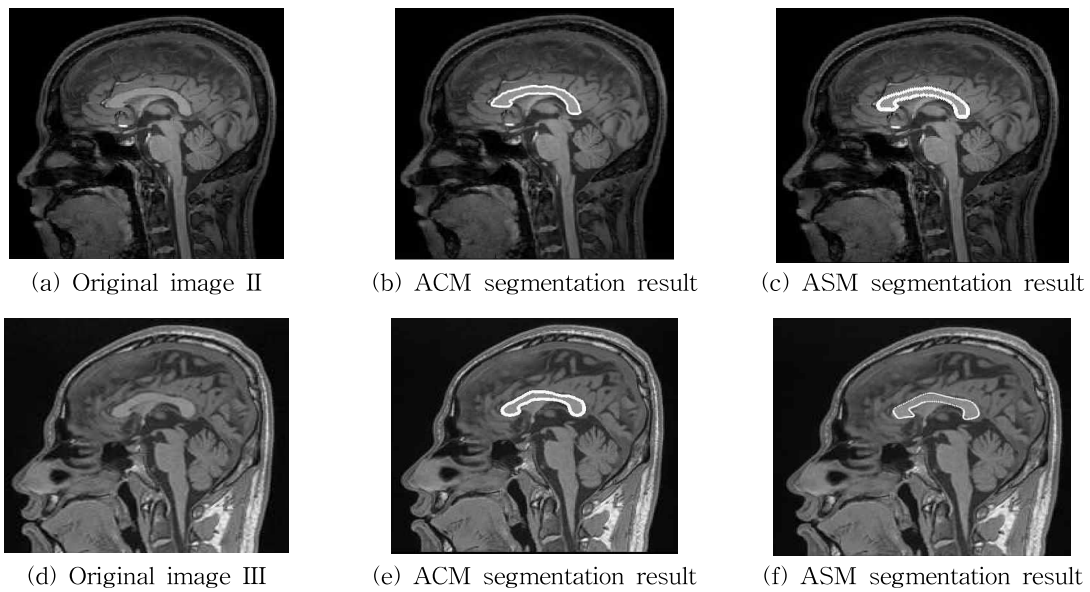 (a) Original image Ⅱ
(b) ACM segmentation result
(c) ASM segmentation result
(d) Original image Ⅲ
(e) ACM segmentation result
(f) ASM segmentation result